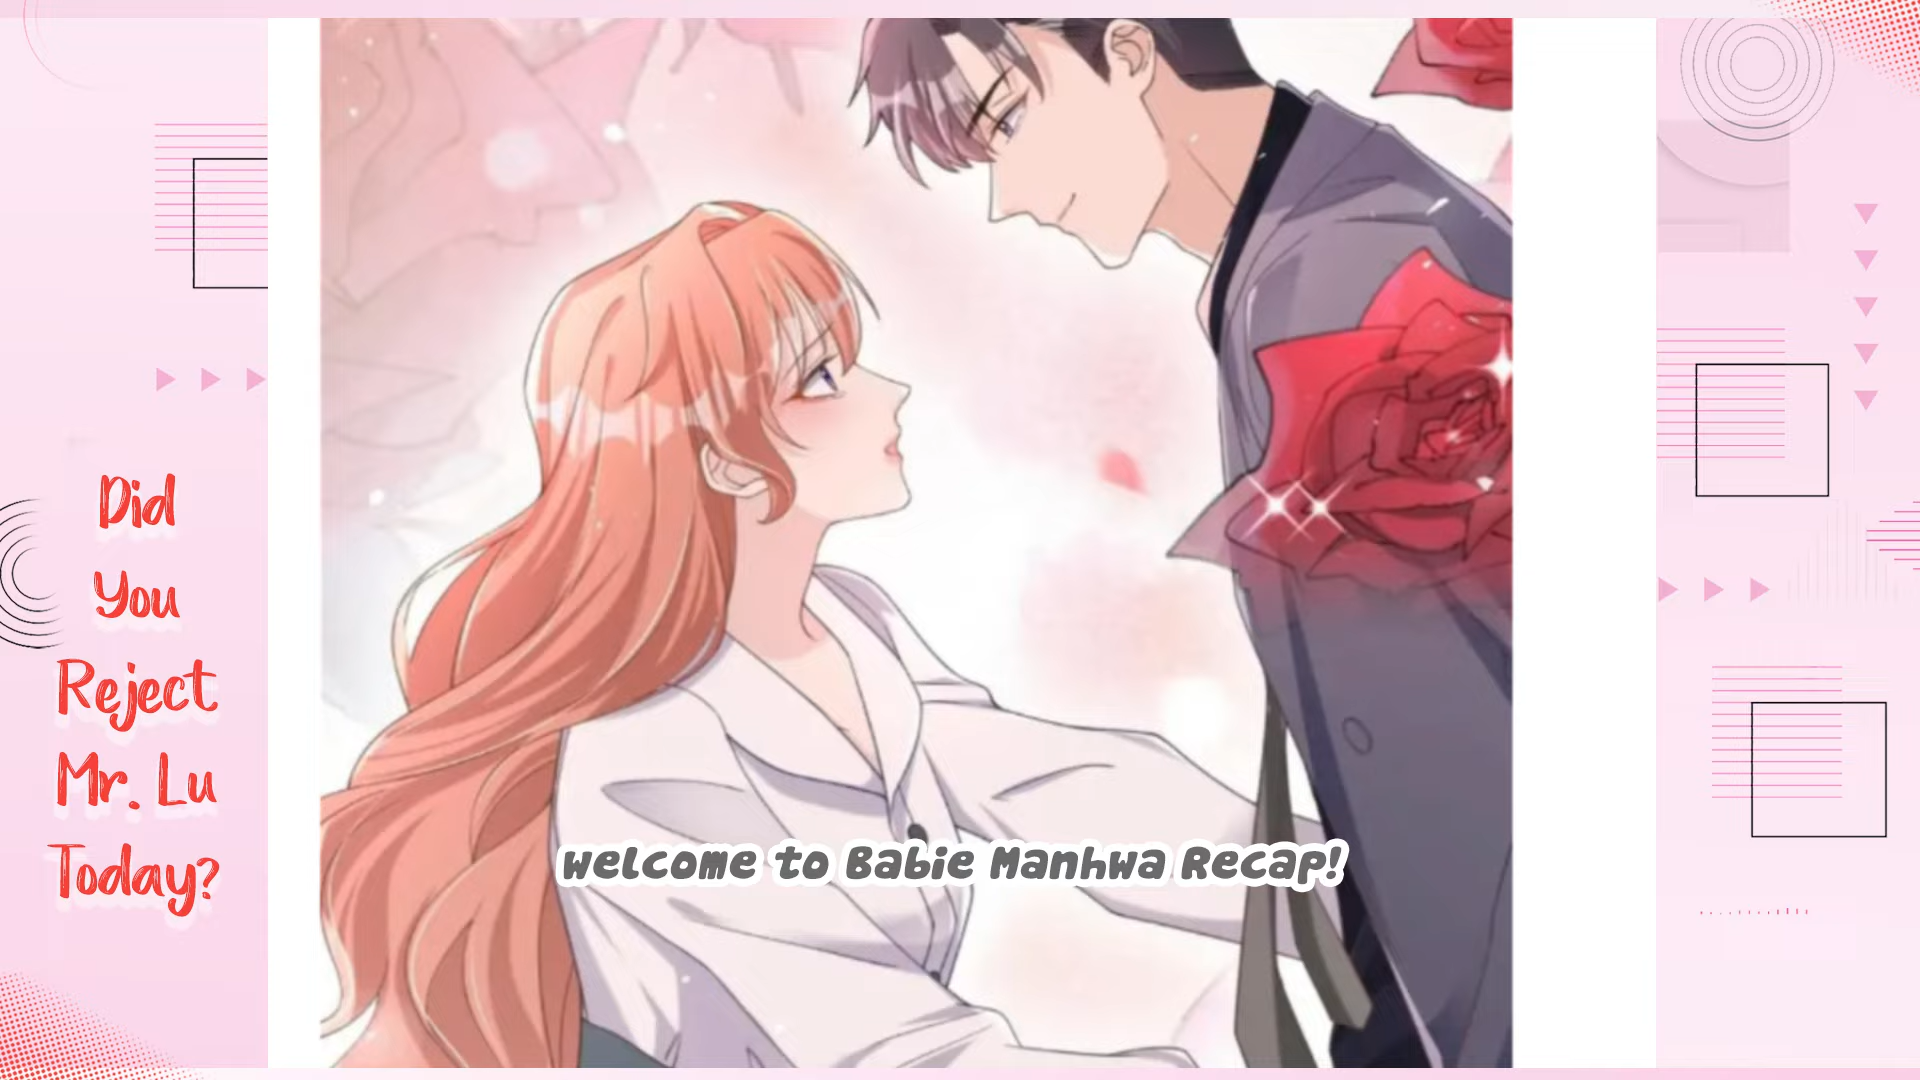 Did
You
Reject
Mr. Lu
Today?
welcome to Babie Manhwa Recap!